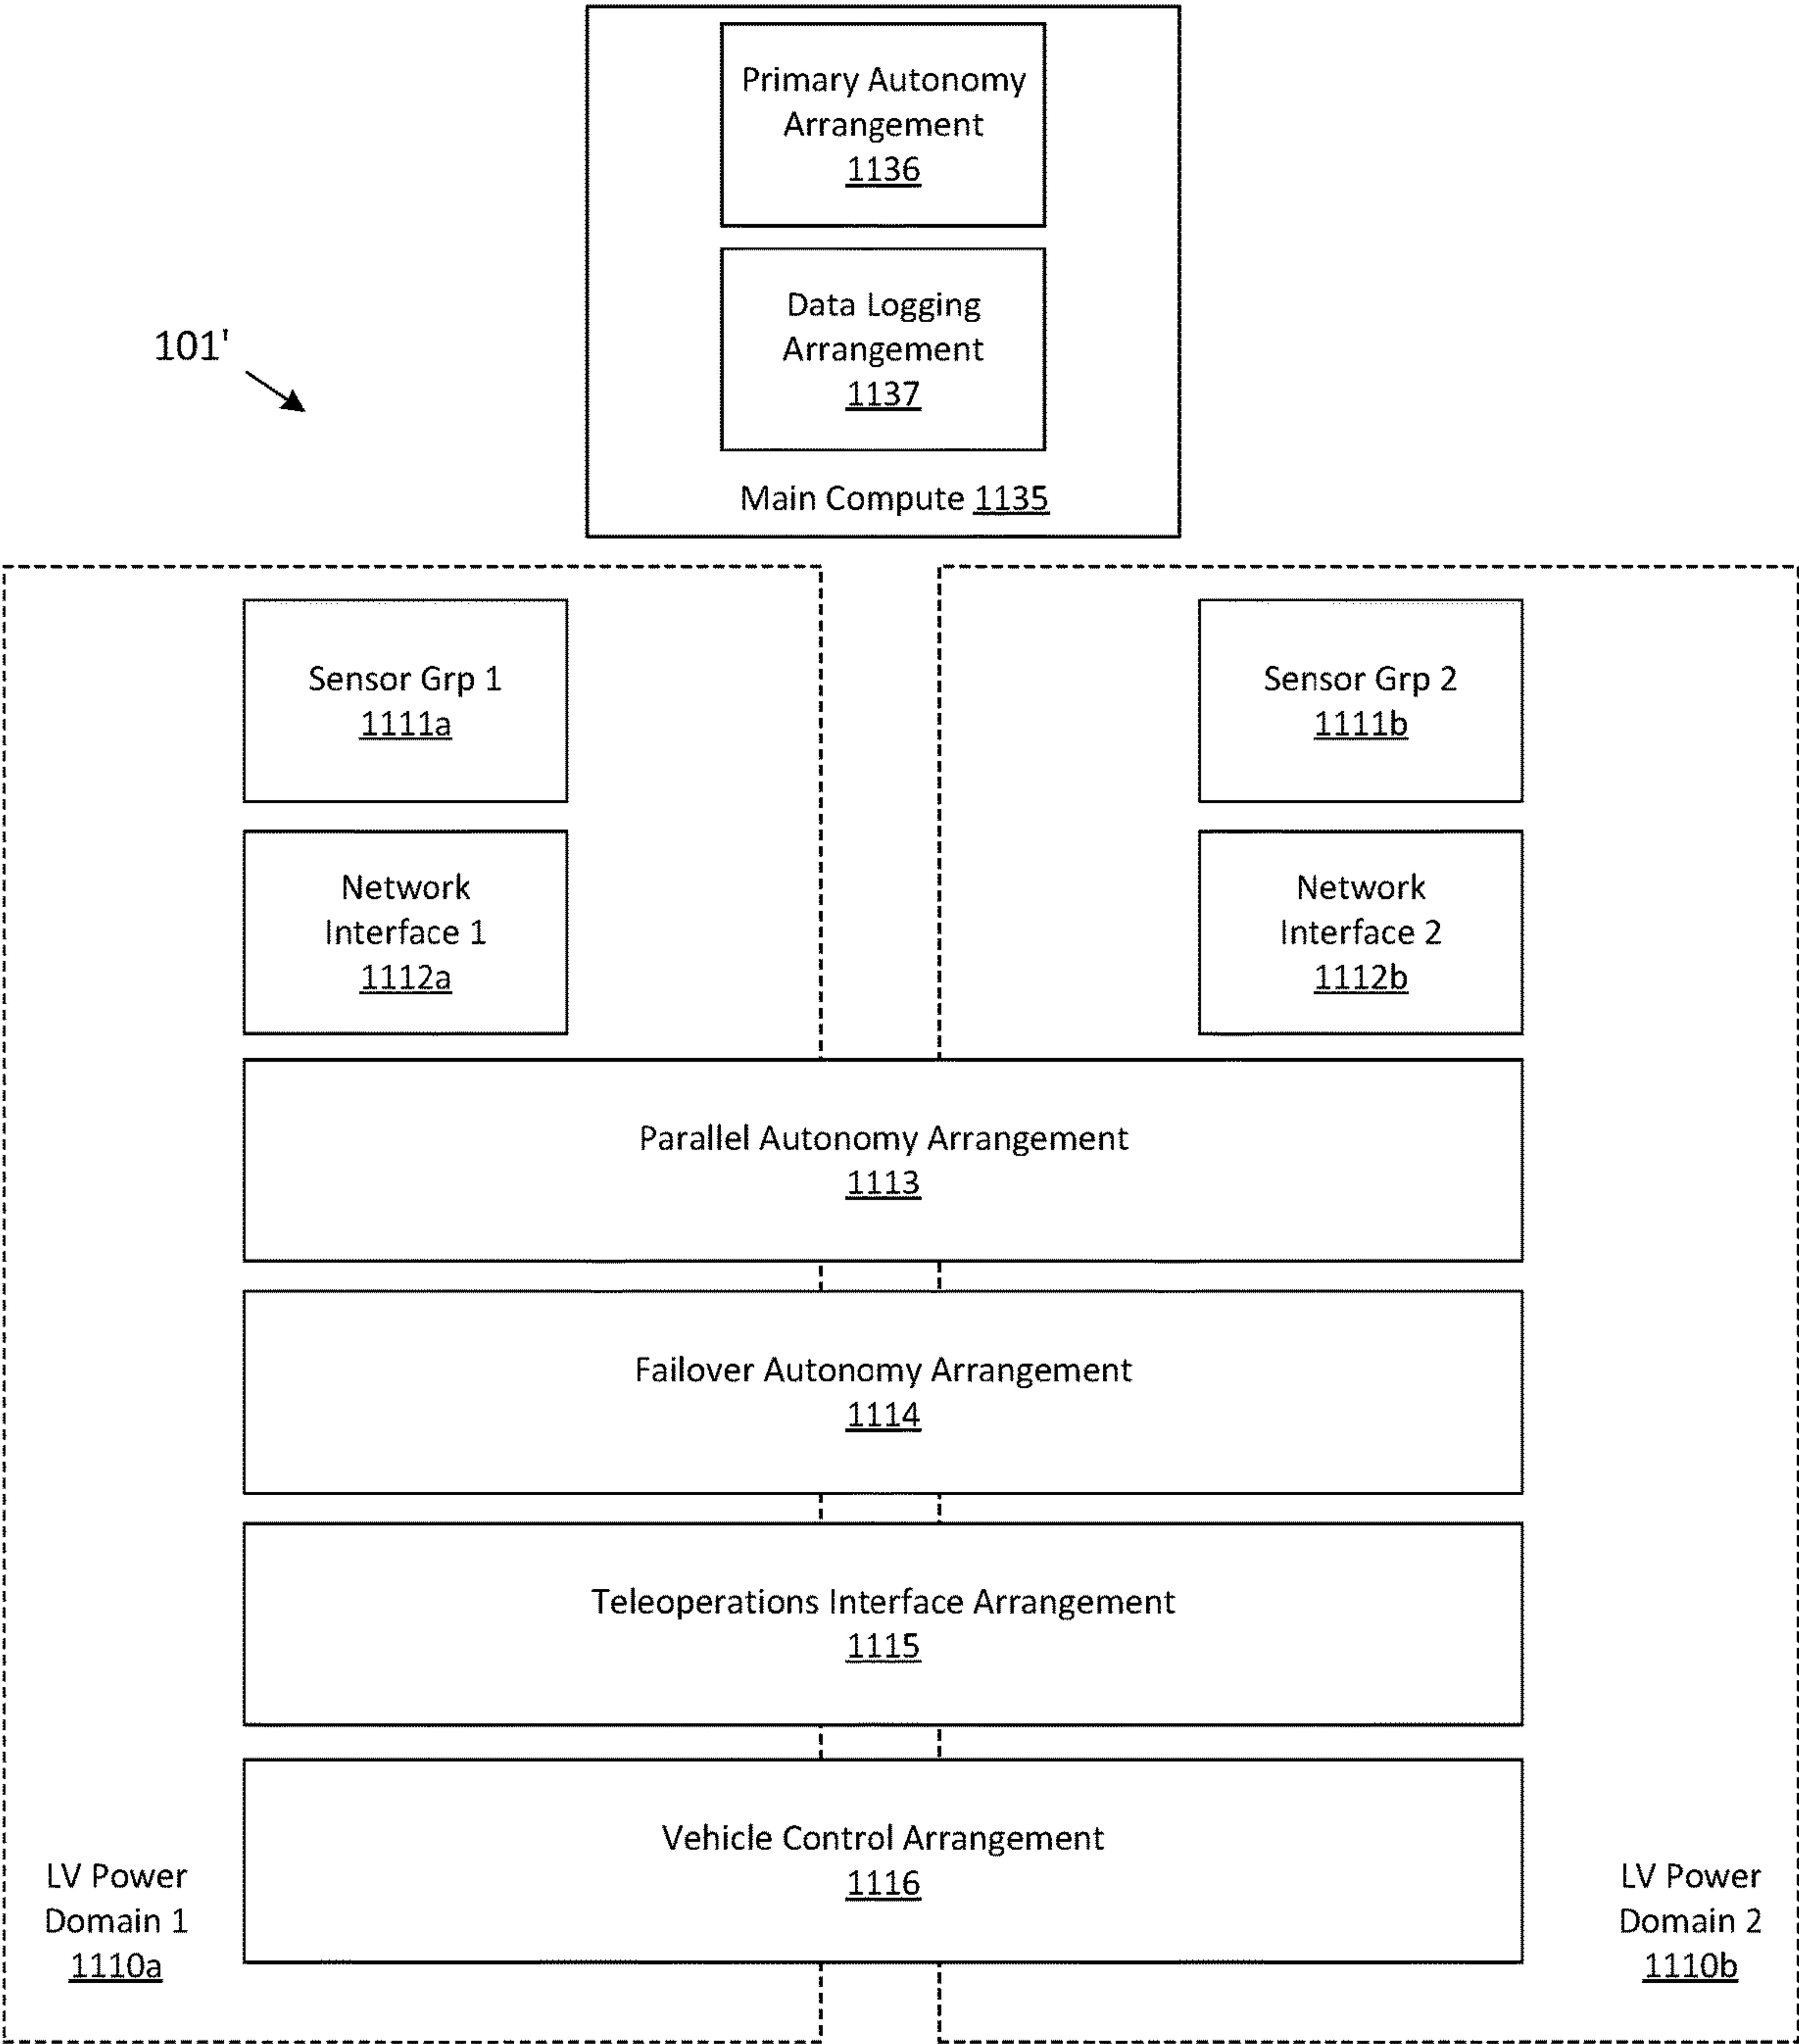 Primary Autonomy
Arrangement
1136
Data Logging
Arrangement
1137
Main Compute 1135
101'
Sensor Grp 1
1111a
Sensor Grp 2
1111b
Network
Interface 1
1112a
Network
Interface 2
1112b
Parallel Autonomy Arrangement
1113
Failover Autonomy Arrangement
1114
Teleoperations Interface Arrangement
1115
Vehicle Control Arrangement
1116
LV Power
Domain 1
1110a
LV Power
Domain 2
1110b